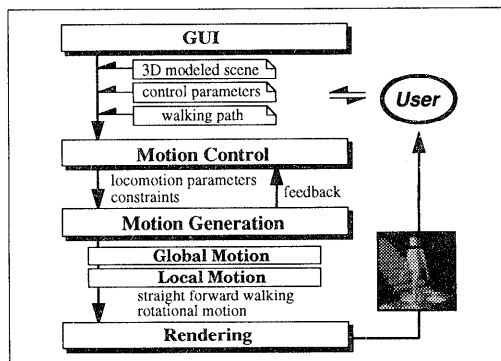 GUI
3D modeled scene
control parameters
walking path
User
Motion Control
locomotion parameters
constraints
feedback
Motion Generation
Global Motion
Local Motion
straight forward walking
rotational motion
Rendering